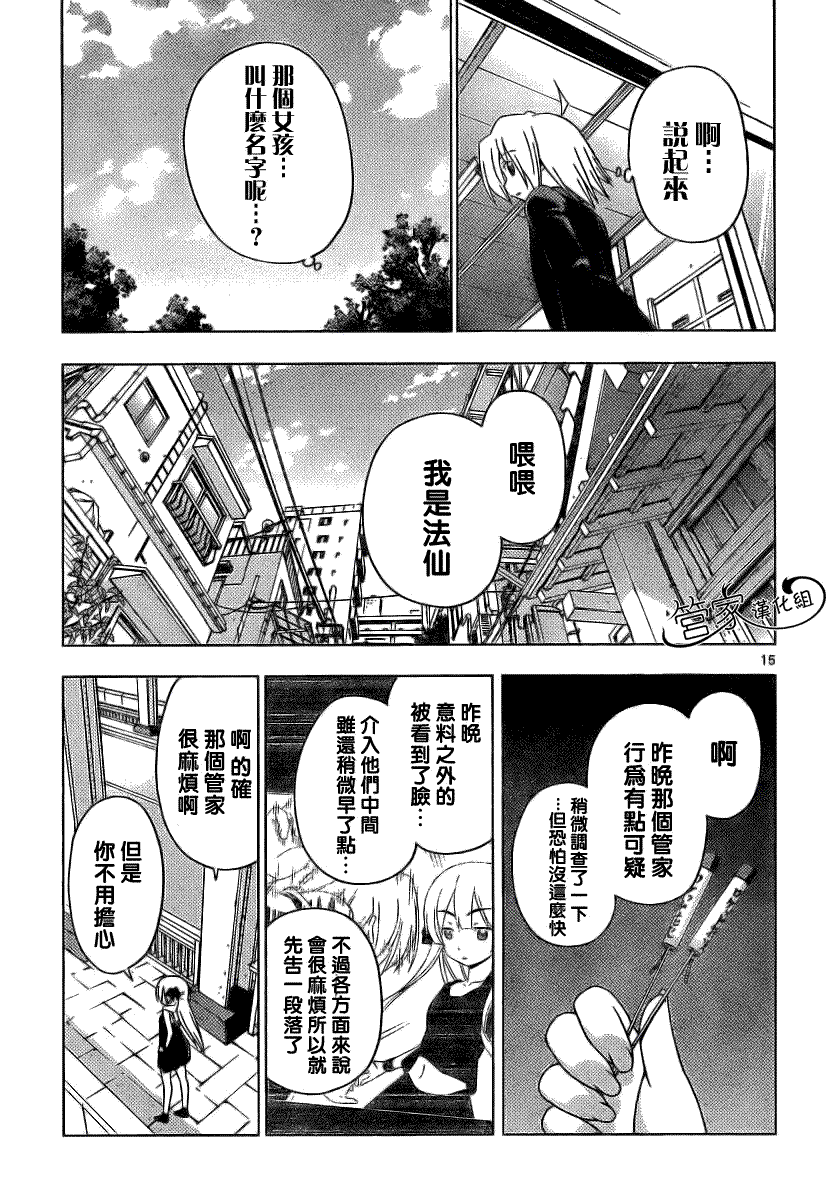 啊…
說起來
那個女孩…
叫什麼名字呢…?
喂喂
我是法仙
管家
漢化組
15
啊
昨晚那個管家
行為有點可疑
稍微調查了一下
…但恐怕沒這麼快
昨晚
意料之外的
被看到了臉…
介入他們中間
雖還稍微早了點…
不過各方面來說
會很麻煩所以就
先告一段落了
啊 的確
那個管家
很麻煩啊
但是
你不用擔心